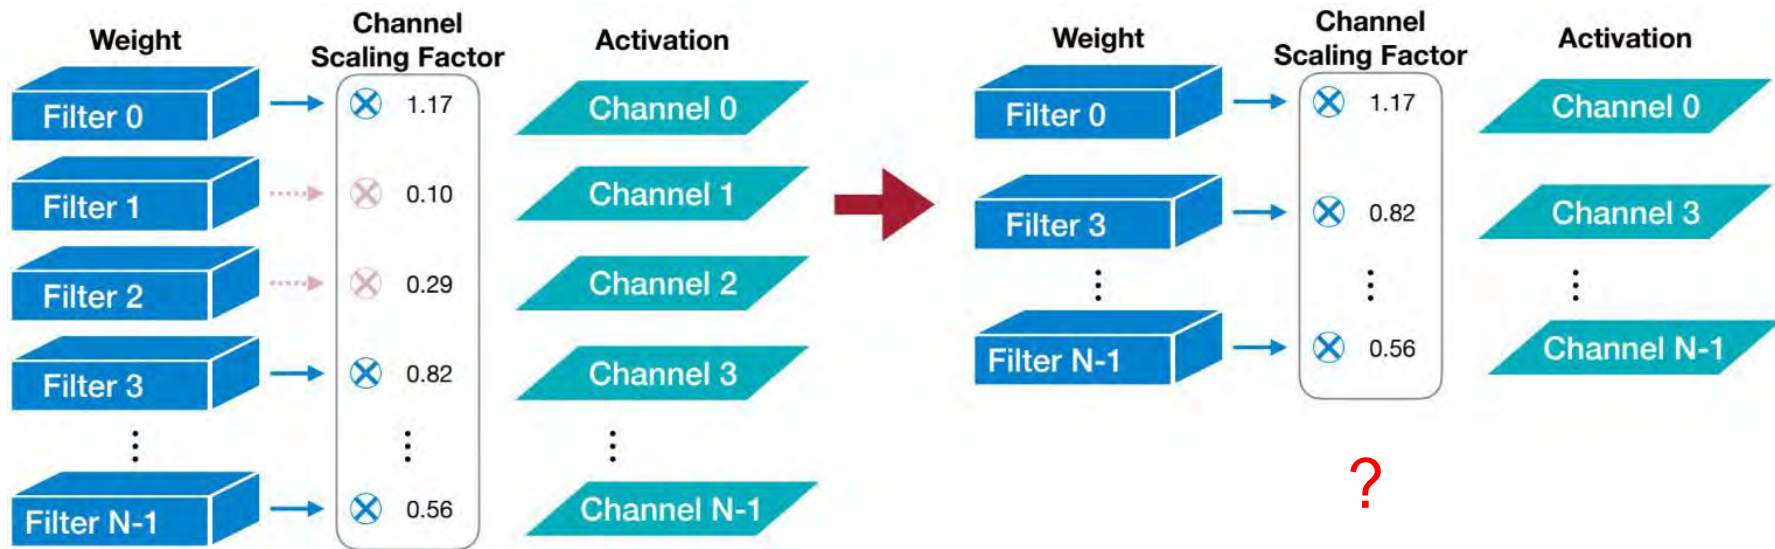 Weight
Channel
Scaling Factor
Activation
Filter 0
1.17
Channel 0
Filter 1
0.10
Channel 1
Filter 2
0.29
Channel 2
Filter 3
0.82
Channel 3
Filter N-1
0.56
Channel N-1
Weight
Channel
Scaling Factor
Activation
Filter 0
1.17
Channel 0
Filter 3
0.82
Channel 3
Filter N-1
0.56
Channel N-1
?